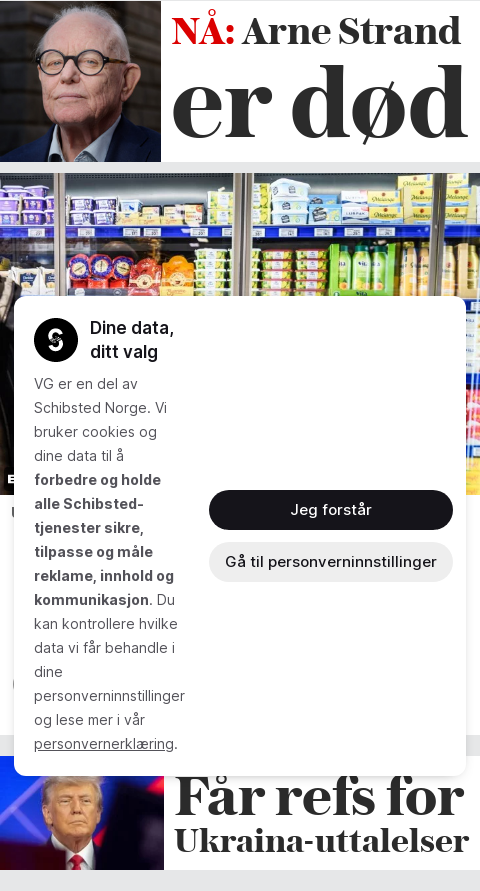 NÅ: Arne Strand
er død
Dine data,
ditt valg
VG er en del av
Schibsted Norge. Vi
bruker cookies og
dine data til å
forbedre og holde
alle Schibsted-
tjenester sikre,
tilpasse og måle
reklame, innhold og
kommunikasjon. Du
kan kontrollere hvilke
data vi får behandle i
dine
personverninnstillinger
og lese mer i vår
personvernerklæring.
Jeg forstår
Gå til personverninnstillinger
Får refs for
Ukraina-uttalelser